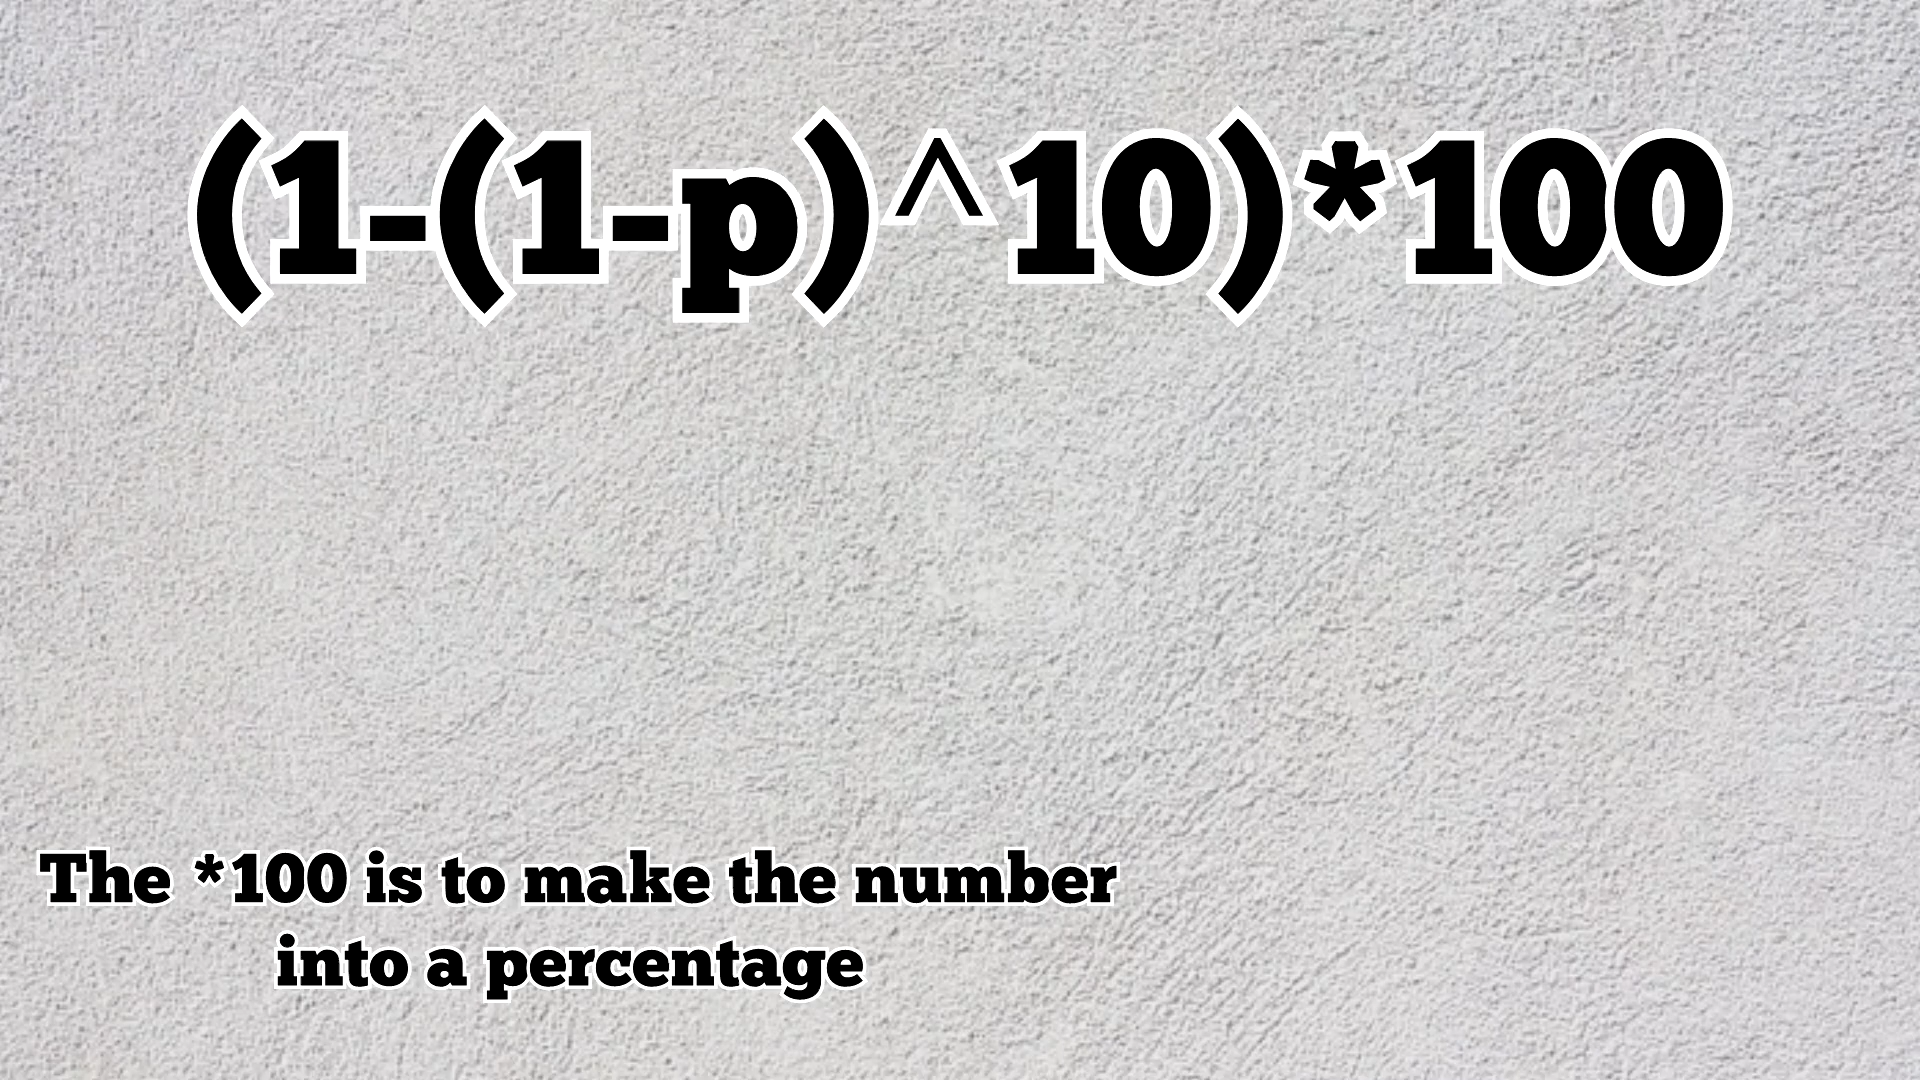 (1-(1-p)^10)*100
The *100 is to make the number
into a percentage